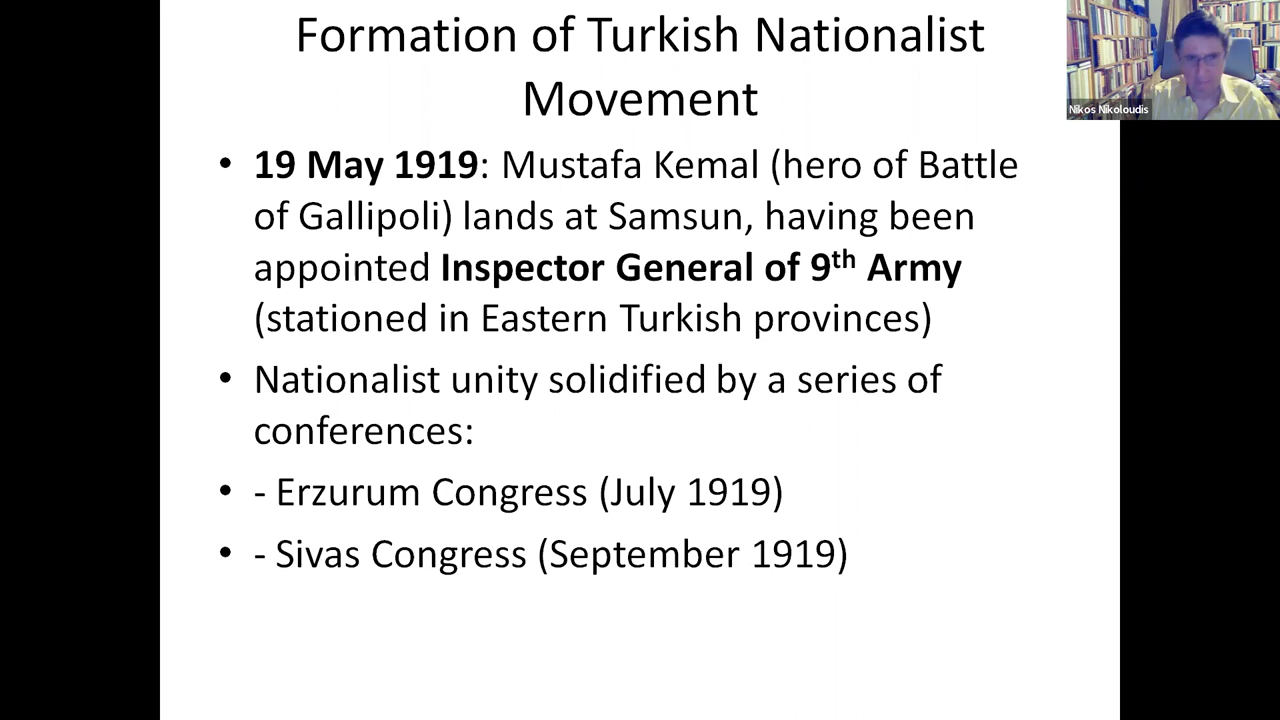 Formation of Turkish Nationalist
Movement
• 19 May 1919: Mustafa Kemal (hero of Battle
of Gallipoli) lands at Samsun, having been
appointed Inspector General of 9th Army
(stationed in Eastern Turkish provinces)
• Nationalist unity solidified by a series of
conferences:
• - Erzurum Congress (July 1919)
• - Sivas Congress (September 1919)
Nikos Nikoloudis